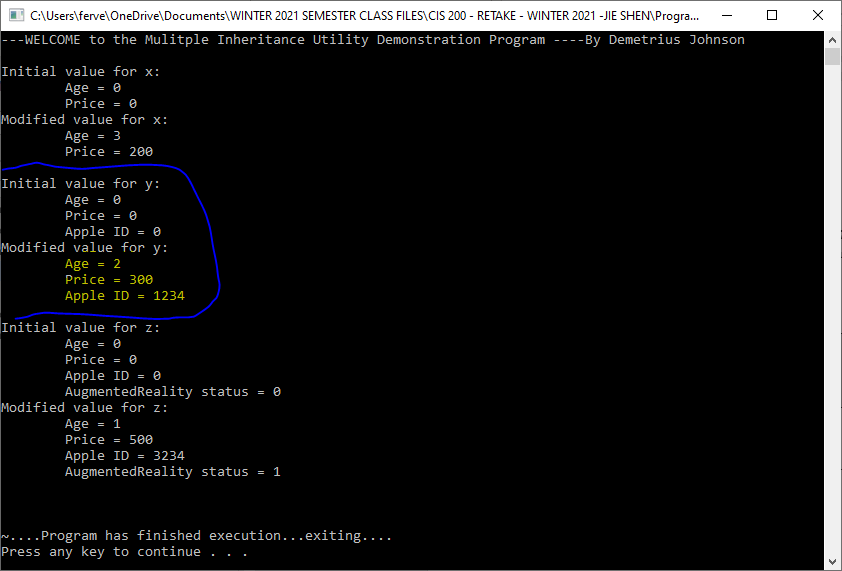 C:\Users\ferve\OneDrive\Documents\WINTER 2021 SEMESTER CLASS FILES\CIS 200 - RETAKE - WINTER 2021 -JIE SHEN\Progra...
---WELCOME to the Mulitple Inheritance Utility Demonstration Program ----By Demetrius Johnson
Initial value for x:
Age = 0
Price = 0
Modified value for x:
Age = 3
Price = 200
Initial value for y:
Age = 0
Price = 0
Apple ID = 0
Modified value for y:
Age = 2
Price = 300
Apple ID = 1234
Initial value for z:
Age = 0
Price = 0
Apple ID = 0
AugmentedReality status = 0
Modified value for z:
Age = 1
Price = 500
Apple ID = 3234
AugmentedReality status = 1
~....Program has finished execution...exiting....
Press any key to continue . . .